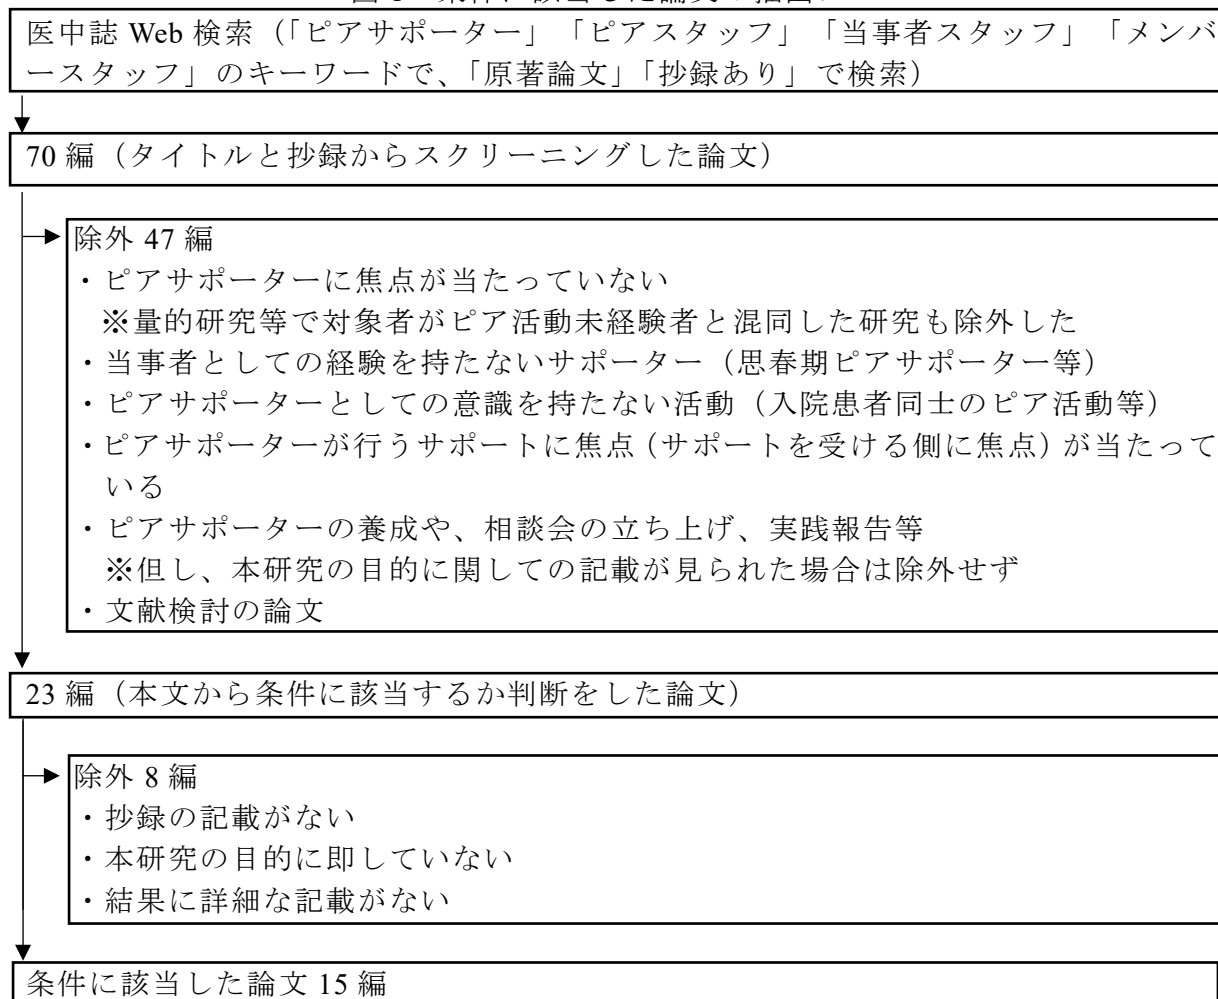 医中誌 Web 検索（「ピアサポーター」「ピアスタッフ」「当事者スタッフ」「メンバ
ースタッフ」のキーワードで、「原著論文」「抄録あり」で検索）
70 編（タイトルと抄録からスクリーニングした論文）
除外 47 編
・ピアサポーターに焦点が当たっていない
※量的研究等で対象者がピア活動未経験者と混同した研究も除外した
・当事者としての経験を持たないサポーター（思春期ピアサポーター等）
・ピアサポーターとしての意識を持たない活動（入院患者同士のピア活動等）
・ピアサポーターが行うサポートに焦点（サポートを受ける側に焦点）が当たって
いる
・ピアサポーターの養成や、相談会の立ち上げ、実践報告等
※但し、本研究の目的に関しての記載が見られた場合は除外せず
・文献検討の論文
23 編（本文から条件に該当するか判断をした論文）
除外 8 編
・抄録の記載がない
・本研究の目的に即していない
・結果に詳細な記載がない
条件に該当した論文 15 編